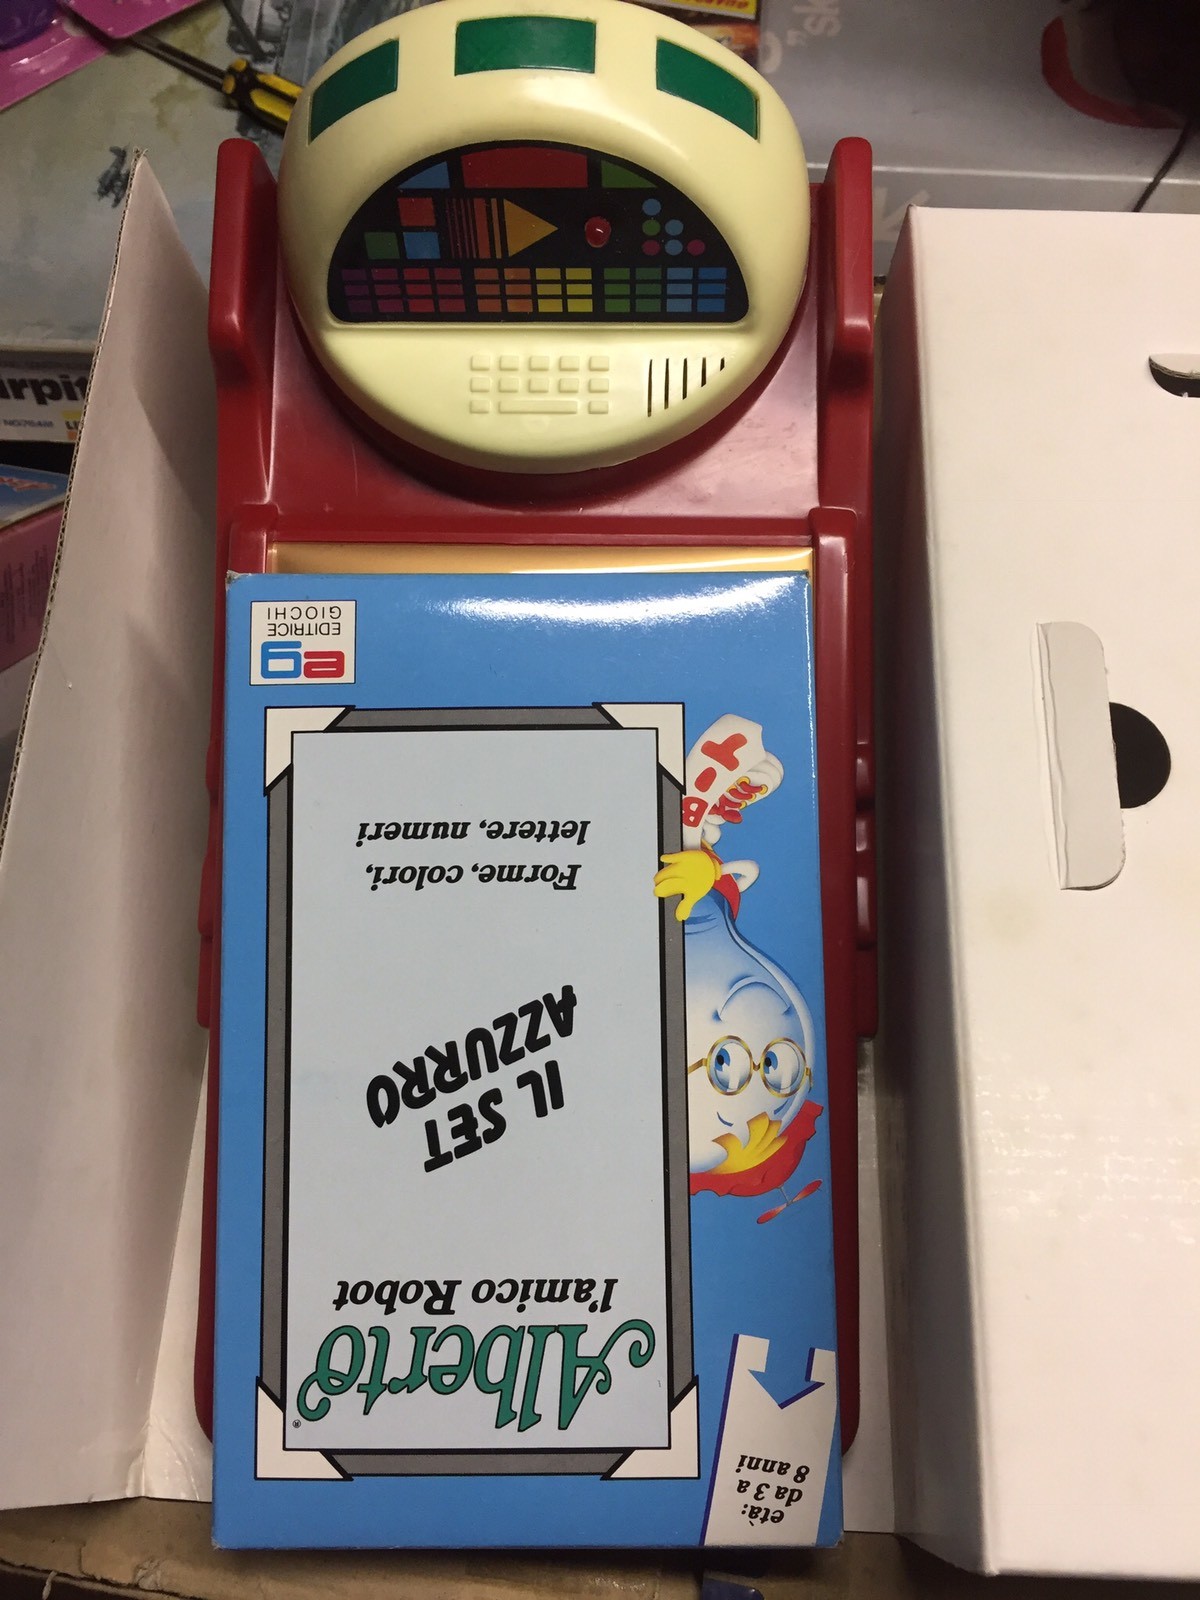 Alberto®
l'amico Robot
IL SET
AZZURRO
Forme, colori,
lettere, numeri
età:
da 3 a
8 anni
eg
EDITRICE
GIOCHI